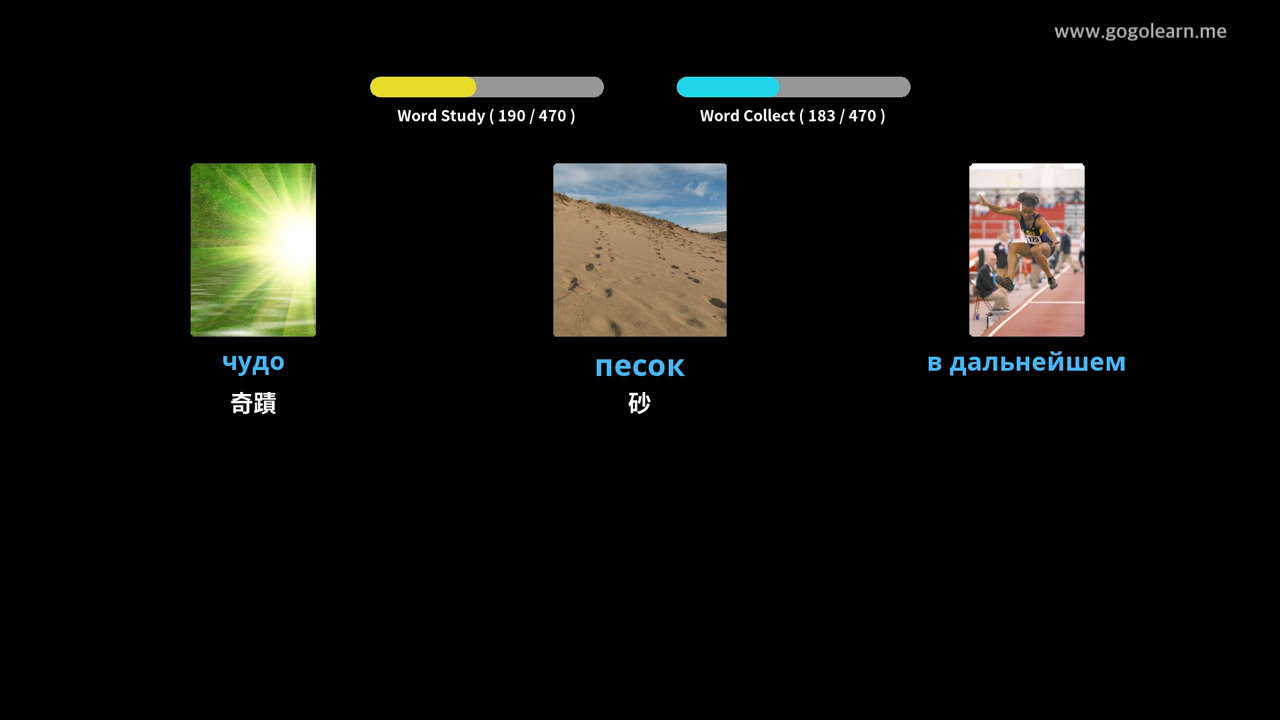 www.gogolearn.me
Word Study ( 190 / 470 )
Word Collect ( 183 / 470 )
чудо
песок
в дальнейшем
奇蹟
砂